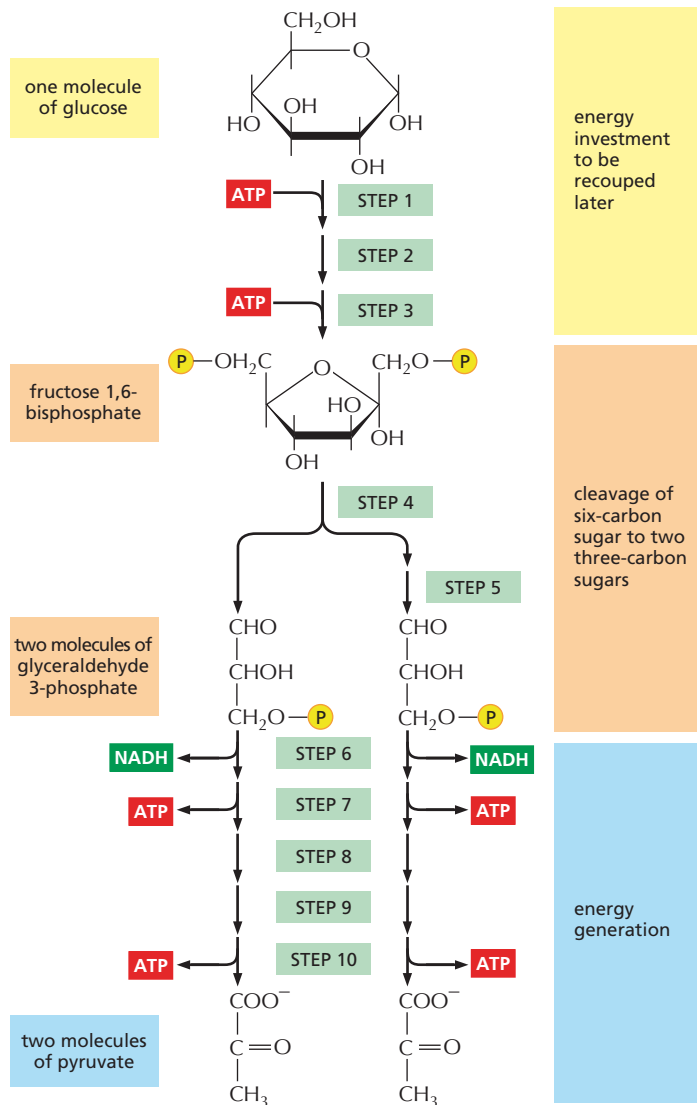 CH2OH
O
HO
OH
OH
OH
one molecule
of glucose
energy
investment
to be
recouped
later
ATP
STEP 1
STEP 2
ATP
STEP 3
P—OH2C
O
CH2O—P
HO
OH
OH
fructose 1,6-
bisphosphate
STEP 4
cleavage of
six-carbon
sugar to two
three-carbon
sugars
STEP 5
two molecules of
glyceraldehyde
3-phosphate
CHO
CHOH
CH2O—P
CHO
CHOH
CH2O—P
NADH
STEP 6
NADH
ATP
STEP 7
ATP
STEP 8
STEP 9
energy
generation
ATP
STEP 10
ATP
two molecules
of pyruvate
COO−
C=O
CH3
COO−
C=O
CH3